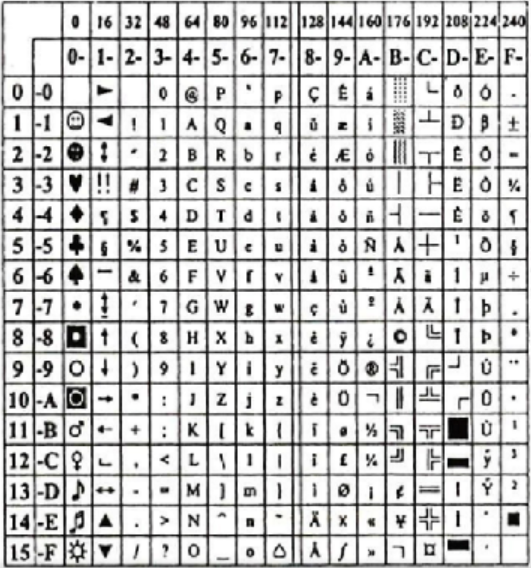 0 16 32 48 64 80 96 112 128 144 160 176 192 208 224 240
0- 1- 2- 3- 4- 5- 6- 7- 8- 9- A- B- C- D- E- F-
0 -0 ► 0 @ P ` p Ç É á ░ └ ð Ó -
1 -1 ☺ ◄ ! 1 A Q a q ü æ í ▒ ┴ Ð β ±
2 -2 ☻ ↕ " 2 B R b r é Æ ó ▓ ┬ Ê Ô =
3 -3 ♥ !! # 3 C S c s â ô ú │ ├ Ë Ò ¾
4 -4 ♦ ¶ $ 4 D T d t ä ö ñ ┤ ─ È õ ¶
5 -5 ♣ § % 5 E U e u à ò Ñ Á ┼ ı Õ §
6 -6 ♠ ▬ & 6 F V f v å û ª Â ã Í µ ÷
7 -7 • ↨ ' 7 G W g w ç ù º À Ã Î þ ¸
8 -8 ◘ ↑ ( 8 H X h x ê ÿ ¿ © ╚ Ï Þ °
9 -9 ○ ↓ ) 9 I Y i y ë Ö ® ╣ ╔ ┘ Ú ¨
10 -A ◙ → * : J Z j z è Ü ¬ ║ ╩ ┌ Û ·
11 -B ♂ ← + ; K [ k { ï ø ½ ╗ ╦ █ Ù ¹
12 -C ♀ ∟ , < L \ l | î £ ¼ ╝ ╠ ▄ ý ³
13 -D ♪ ↔ - = M ] m } ì Ø ¡ ¢ ═ ¦ Ý ²
14 -E ♫ ▲ . > N ^ n ~ Ä × « ¥ ╬ Ì ¯ ■
15 -F ☼ ▼ / ? O _ o ⌂ Å ƒ » ┐ ¤ ▀ ´